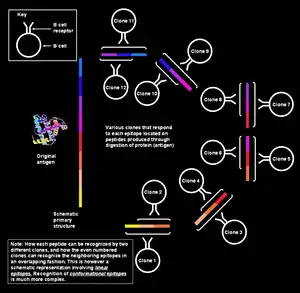 Key
B cell
receptor
B cell
Clone 11
Clone 9
Clone 12
Clone 10
Clone 8
Clone 7
Various clones that respond
to each epitope located on
peptides produced through
digestion of protein (antigen)
Original
antigen
Clone 6
Clone 5
Clone 4
Clone 2
Clone 3
Schematic
primary
structure
Clone 1
Note: How each peptide can be recognized by two
different clones, and how the even numbered
clones can recognize the neighboring epitopes in
an overlapping fashion. This is however a
schematic representation involving linear
epitopes. Recognition of conformational epitopes
is much more complex.